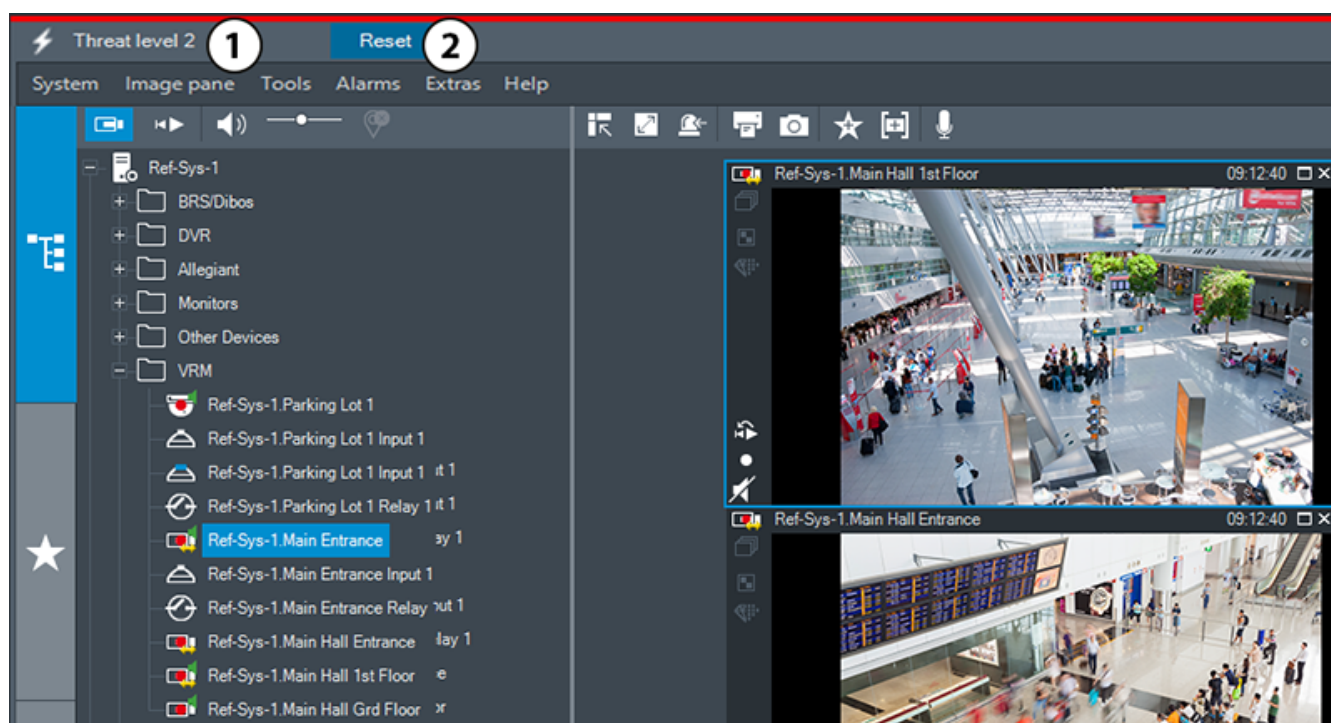 Threat level 2
1
Reset
2
System Image pane Tools Alarms Extras Help
Ref-Sys-1
BRS/Dibos
DVR
Allegiant
Monitors
Other Devices
VRM
Ref-Sys-1.Parking Lot 1
Ref-Sys-1.Parking Lot 1 Input 1
Ref-Sys-1.Parking Lot 1 Input 1
Ref-Sys-1.Parking Lot 1 Relay 1
Ref-Sys-1.Main Entrance
Ref-Sys-1.Main Entrance Input 1
Ref-Sys-1.Main Entrance Relay
Ref-Sys-1.Main Hall Entrance
Ref-Sys-1.Main Hall 1st Floor
Ref-Sys-1.Main Hall Grd Floor
Ref-Sys-1.Main Hall 1st Floor 09:12:40
Ref-Sys-1.Main Hall Entrance 09:12:40